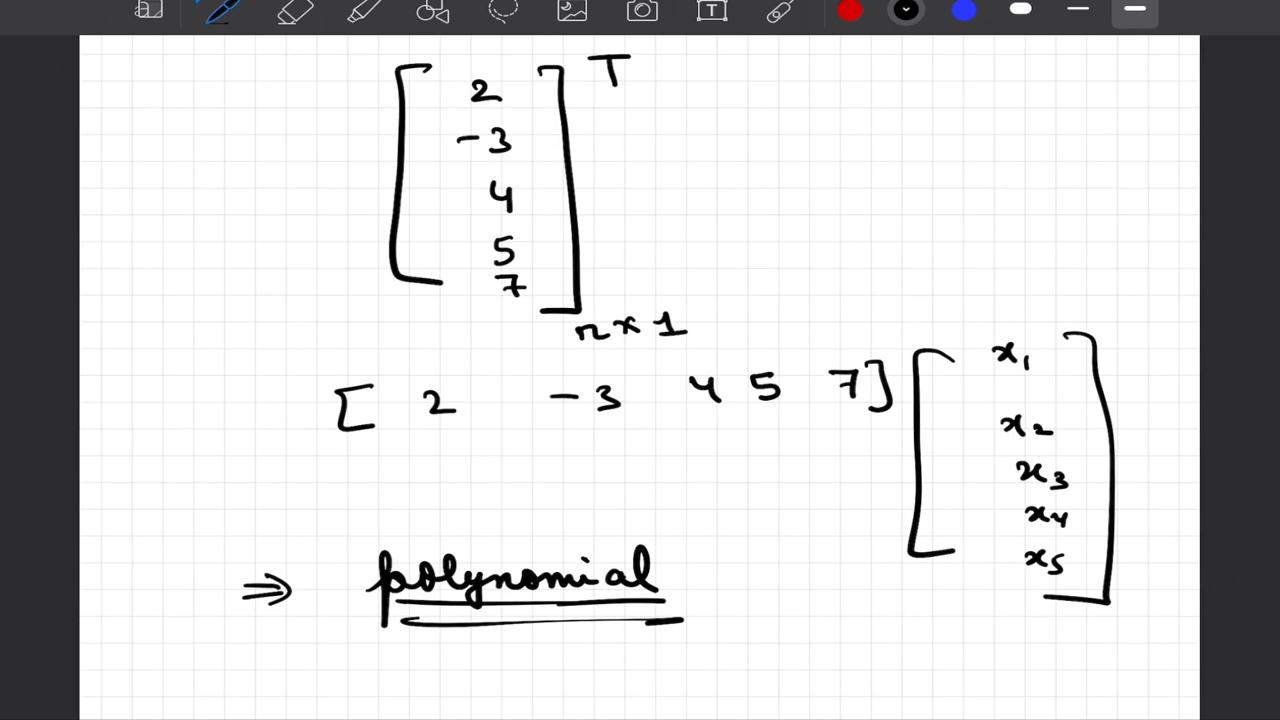 T
2
-3
4
5
7
n x 1
[ 2 -3 4 5 7 ]
x1
x2
x3
x4
x5
⇒ polynomial